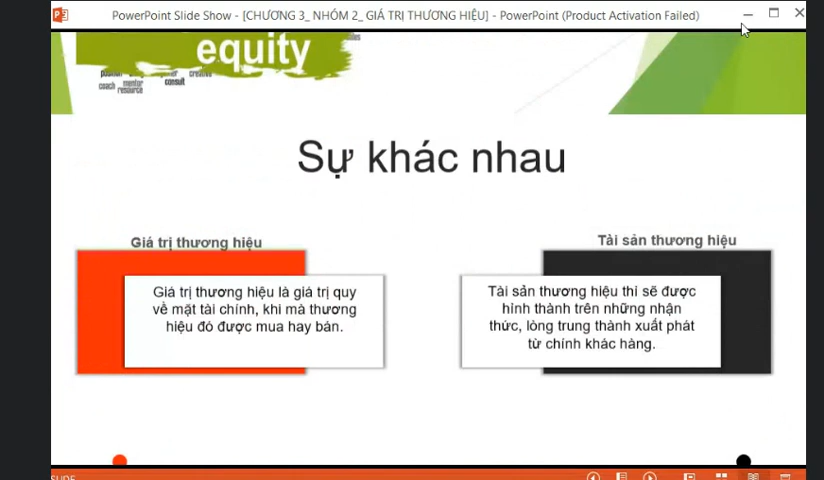 PowerPoint Slide Show - [CHƯƠNG 3_ NHÓM 2_ GIÁ TRỊ THƯƠNG HIỆU] - PowerPoint (Product Activation Failed)
equity
creative
coach mentor consult
resource
Sự khác nhau
Giá trị thương hiệu
Tài sản thương hiệu
Giá trị thương hiệu là giá trị quy
về mặt tài chính, khi mà thương
hiệu đó được mua hay bán.
Tài sản thương hiệu thì sẽ được
hình thành trên những nhận
thức, lòng trung thành xuất phát
từ chính khác hàng.